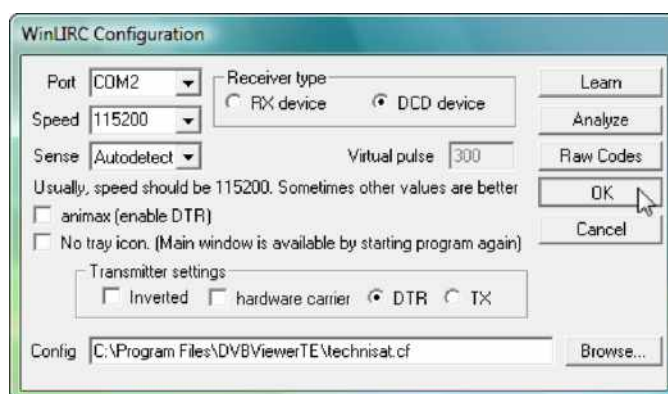 WinLIRC Configuration
Port COM2
Receiver type
RX device DCD device
Learn
Speed 115200
Analyze
Sense Autodetect
Virtual pulse 300
Raw Codes
Usually, speed should be 115200. Sometimes other values are better
OK
animax (enable DTR)
No tray icon. (Main window is available by starting program again)
Cancel
Transmitter settings
Inverted hardware carrier DTR TX
Config C:\Program Files\DVBViewerTE\technisat.cf Browse...